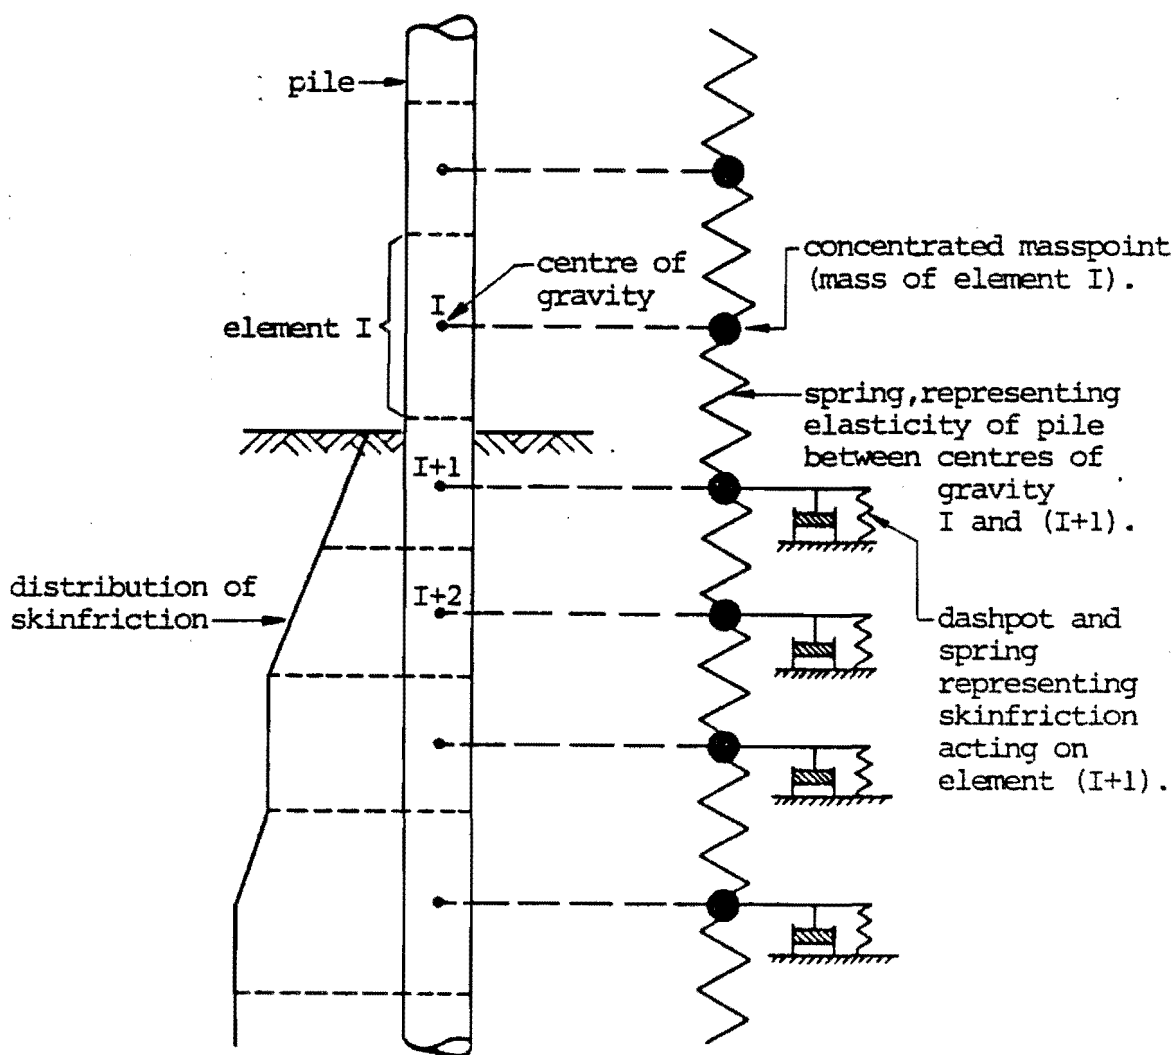 pile
centre of
gravity
I
element I
concentrated masspoint
(mass of element I).
spring,representing
elasticity of pile
between centres of
gravity
I and (I+1).
I+1
distribution of
skinfriction
I+2
dashpot and
spring
representing
skinfriction
acting on
element (I+1).